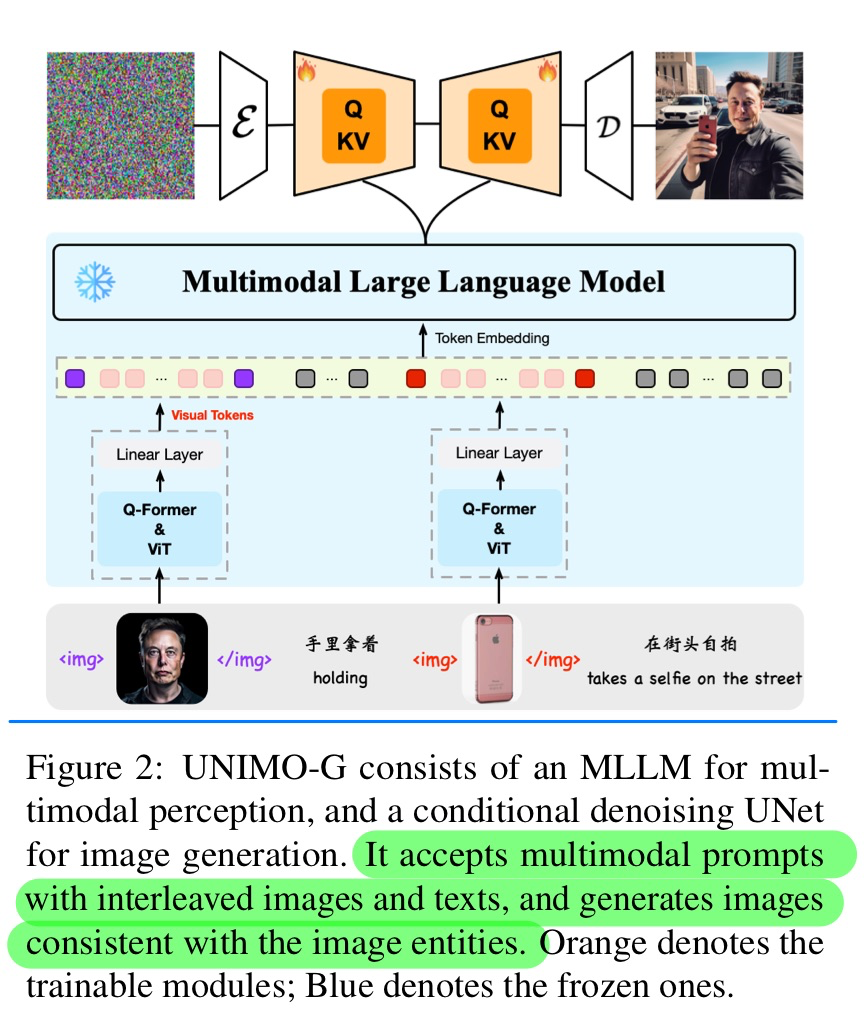 ℰ
Q
KV
Q
KV
𝒟
Multimodal Large Language Model
Token Embedding
...
...
...
...
Visual Tokens
Linear Layer
Q-Former
&
ViT
Linear Layer
Q-Former
&
ViT
<img>
</img>
手里拿着
holding
<img>
</img>
在街头自拍
takes a selfie on the street
Figure 2: UNIMO-G consists of an MLLM for mul-
timodal perception, and a conditional denoising UNet
for image generation. It accepts multimodal prompts
with interleaved images and texts, and generates images
consistent with the image entities. Orange denotes the
trainable modules; Blue denotes the frozen ones.